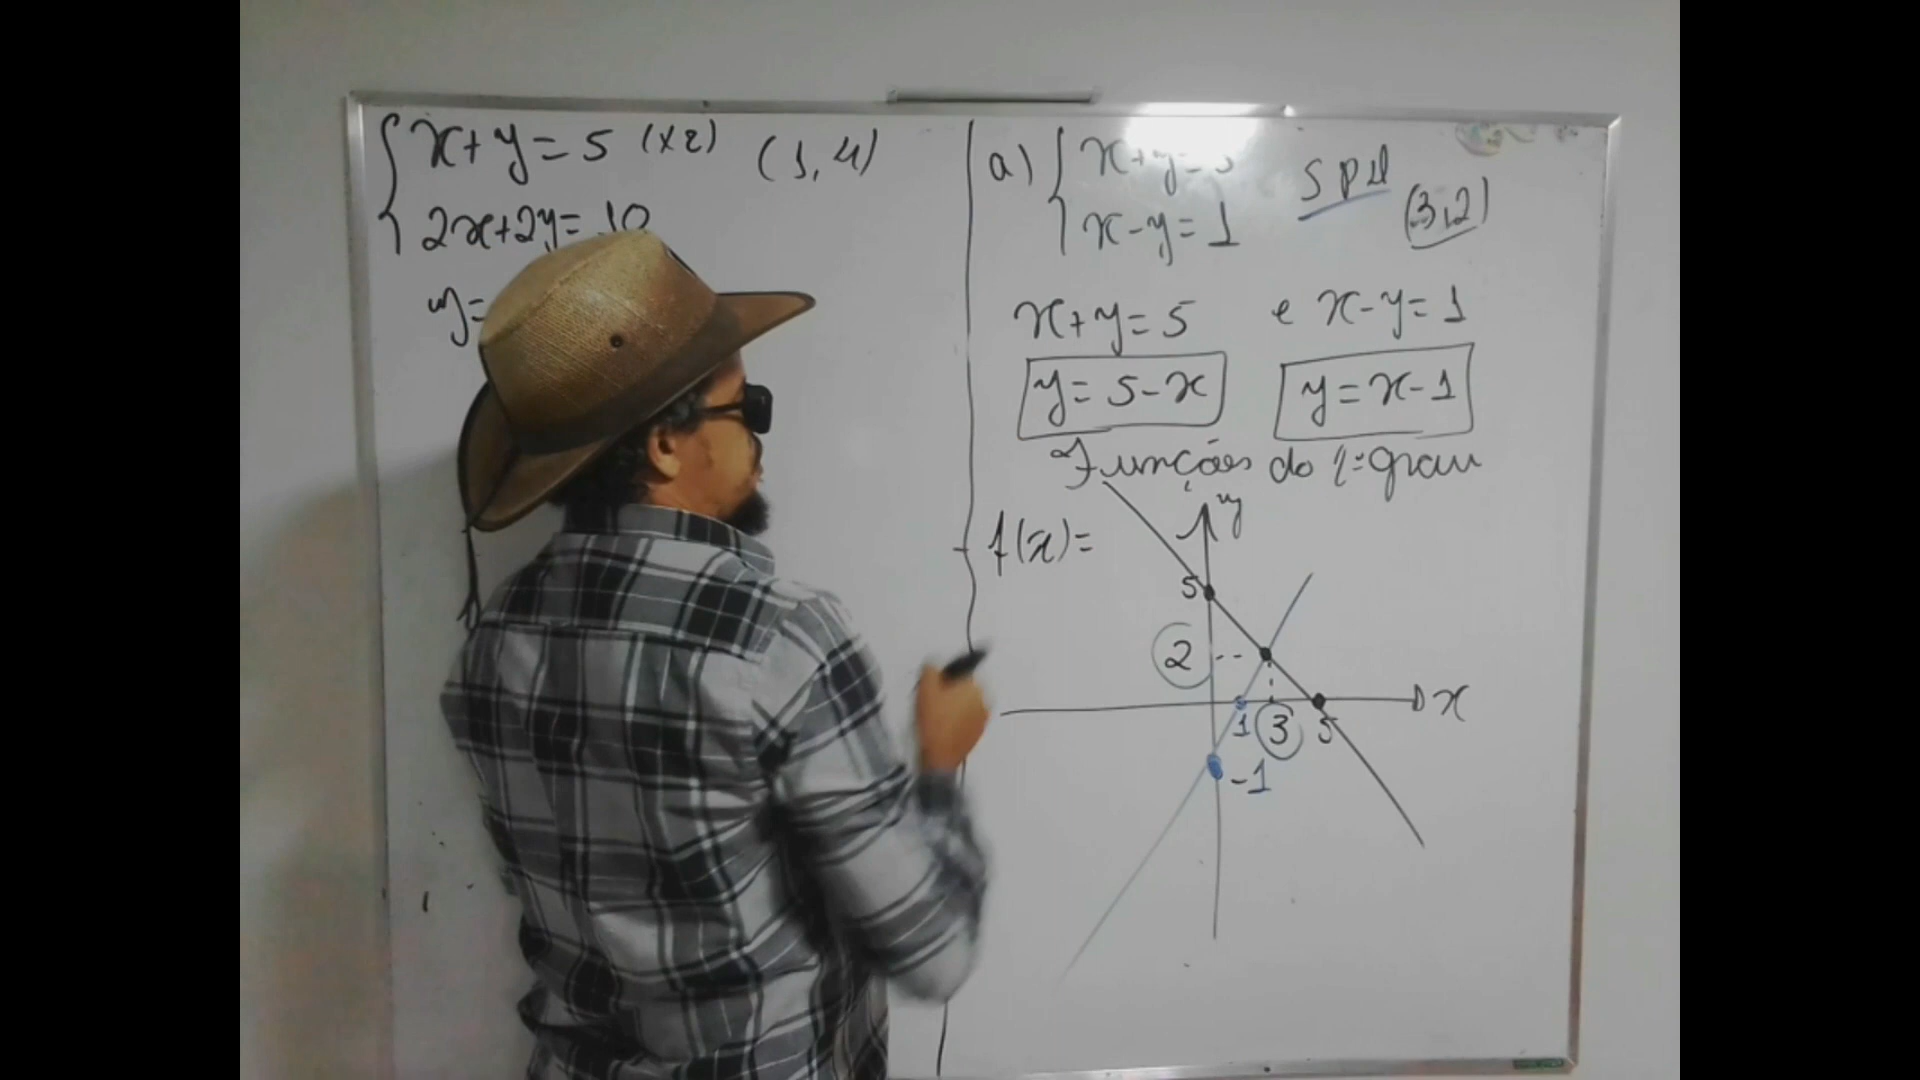 x+y=5 (x2) (1,4)
2x+2y=10
y=
a) x+y=5 SPD
x-y=1 (3,2)
x+y=5 e x-y=1
y=5-x y=x-1
Funções do 1º grau
f(x)=
y
5
2
x
1 3 5
-1